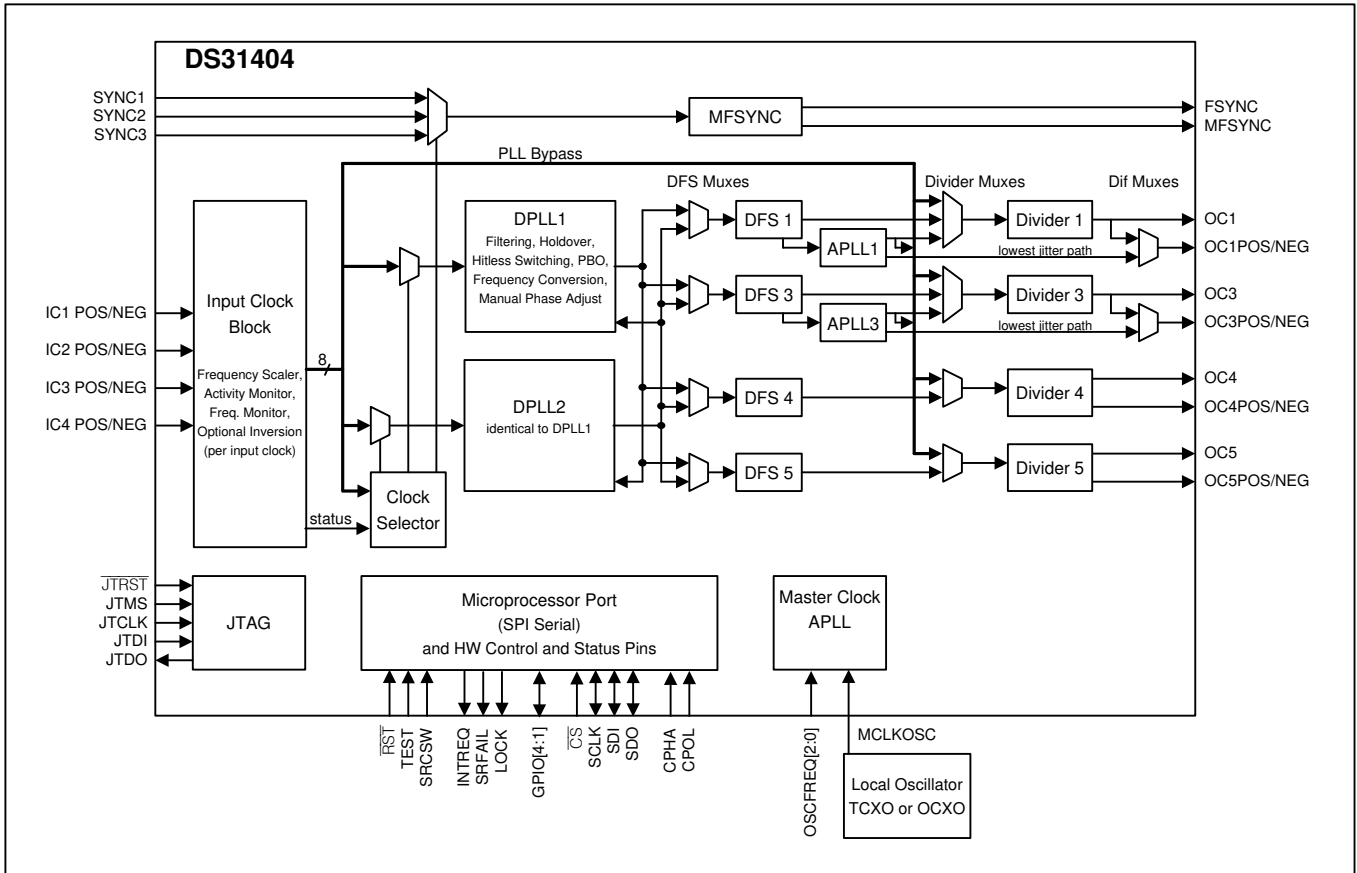 DS31404
SYNC1
SYNC2
SYNC3
MFSYNC
FSYNC
MFSYNC
PLL Bypass
DFS Muxes
Divider Muxes
Dif Muxes
IC1 POS/NEG
IC2 POS/NEG
IC3 POS/NEG
IC4 POS/NEG
Input Clock
Block
Frequency Scaler,
Activity Monitor,
Freq. Monitor,
Optional Inversion
(per input clock)
8
status
Clock
Selector
DPLL1
Filtering, Holdover,
Hitless Switching, PBO,
Frequency Conversion,
Manual Phase Adjust
DPLL2
identical to DPLL1
DFS 1
APLL1
lowest jitter path
Divider 1
OC1
OC1POS/NEG
DFS 3
APLL3
lowest jitter path
Divider 3
OC3
OC3POS/NEG
DFS 4
Divider 4
OC4
OC4POS/NEG
DFS 5
Divider 5
OC5
OC5POS/NEG
JTRST
JTMS
JTCLK
JTDI
JTDO
JTAG
Microprocessor Port
(SPI Serial)
and HW Control and Status Pins
RST
TEST
SRCSW
INTREQ
SRFAIL
LOCK
GPIO[4:1]
CS
SCLK
SDI
SDO
CPHA
CPOL
Master Clock
APLL
OSCFREQ[2:0]
MCLKOSC
Local Oscillator
TCXO or OCXO